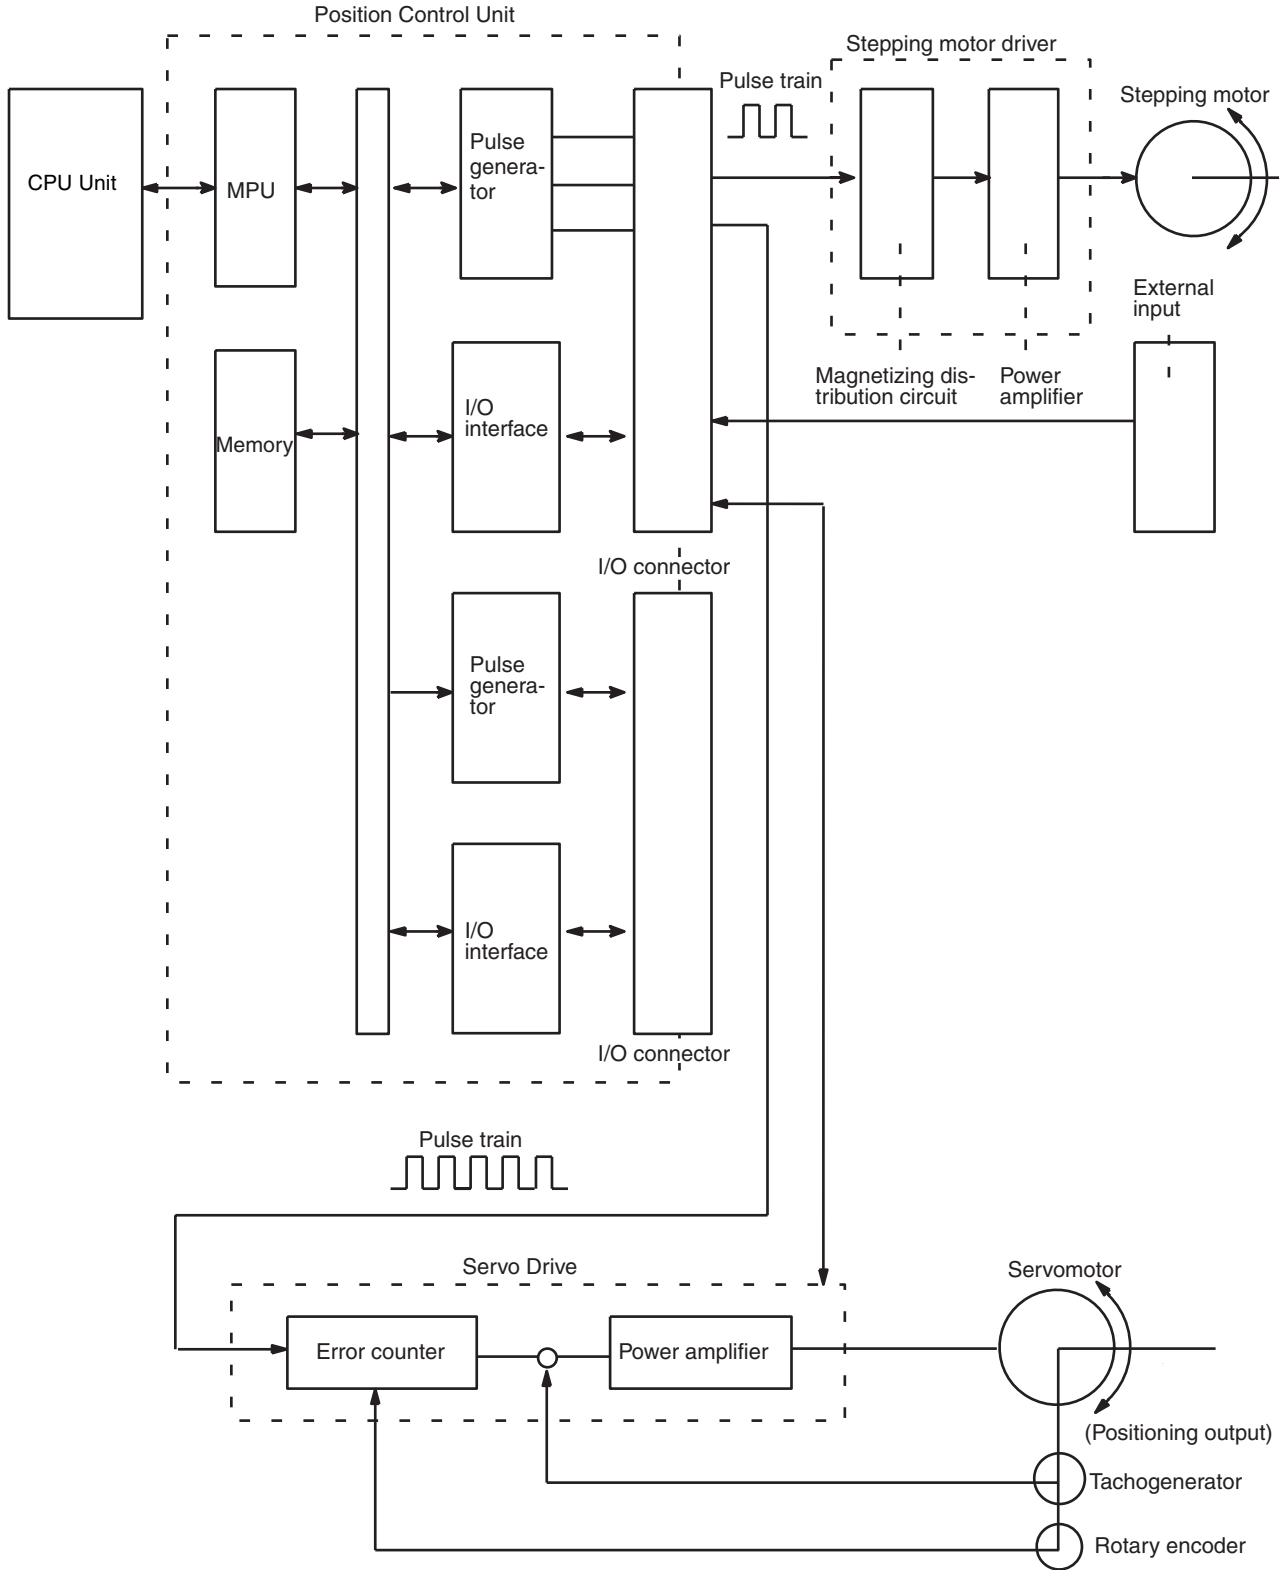 Position Control Unit
Stepping motor driver
Pulse train
Stepping motor
CPU Unit
MPU
Pulse
genera-
tor
External
input
Magnetizing dis-
tribution circuit
Power
amplifier
Memory
I/O
interface
I/O connector
Pulse
genera-
tor
I/O
interface
I/O connector
Pulse train
Servo Drive
Servomotor
Error counter
Power amplifier
(Positioning output)
Tachogenerator
Rotary encoder